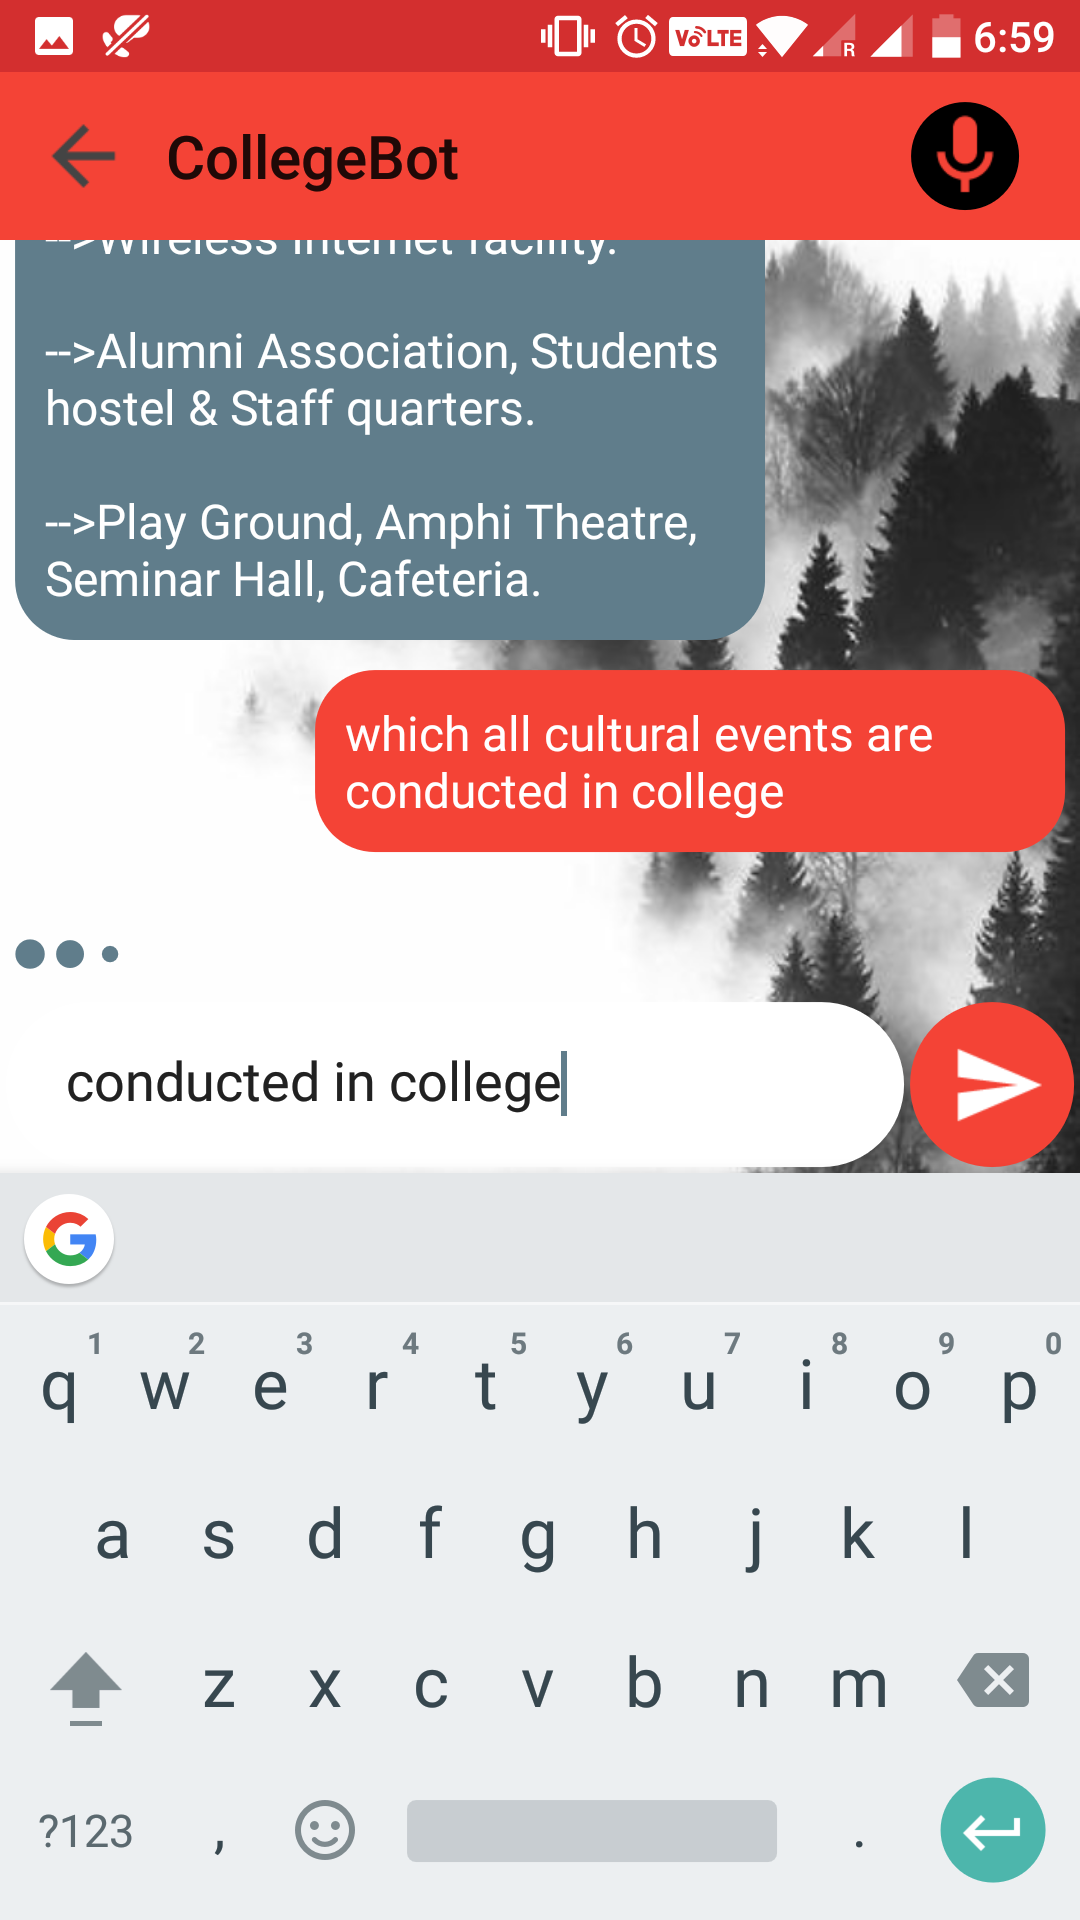 6:59
VoLTE
R
CollegeBot
-->Wireless Internet facility.
-->Alumni Association, Students
hostel & Staff quarters.
-->Play Ground, Amphi Theatre,
Seminar Hall, Cafeteria.
which all cultural events are
conducted in college
conducted in college
G
1 2 3 4 5 6 7 8 9 0
q w e r t y u i o p
a s d f g h j k l
z x c v b n m
?123 , .